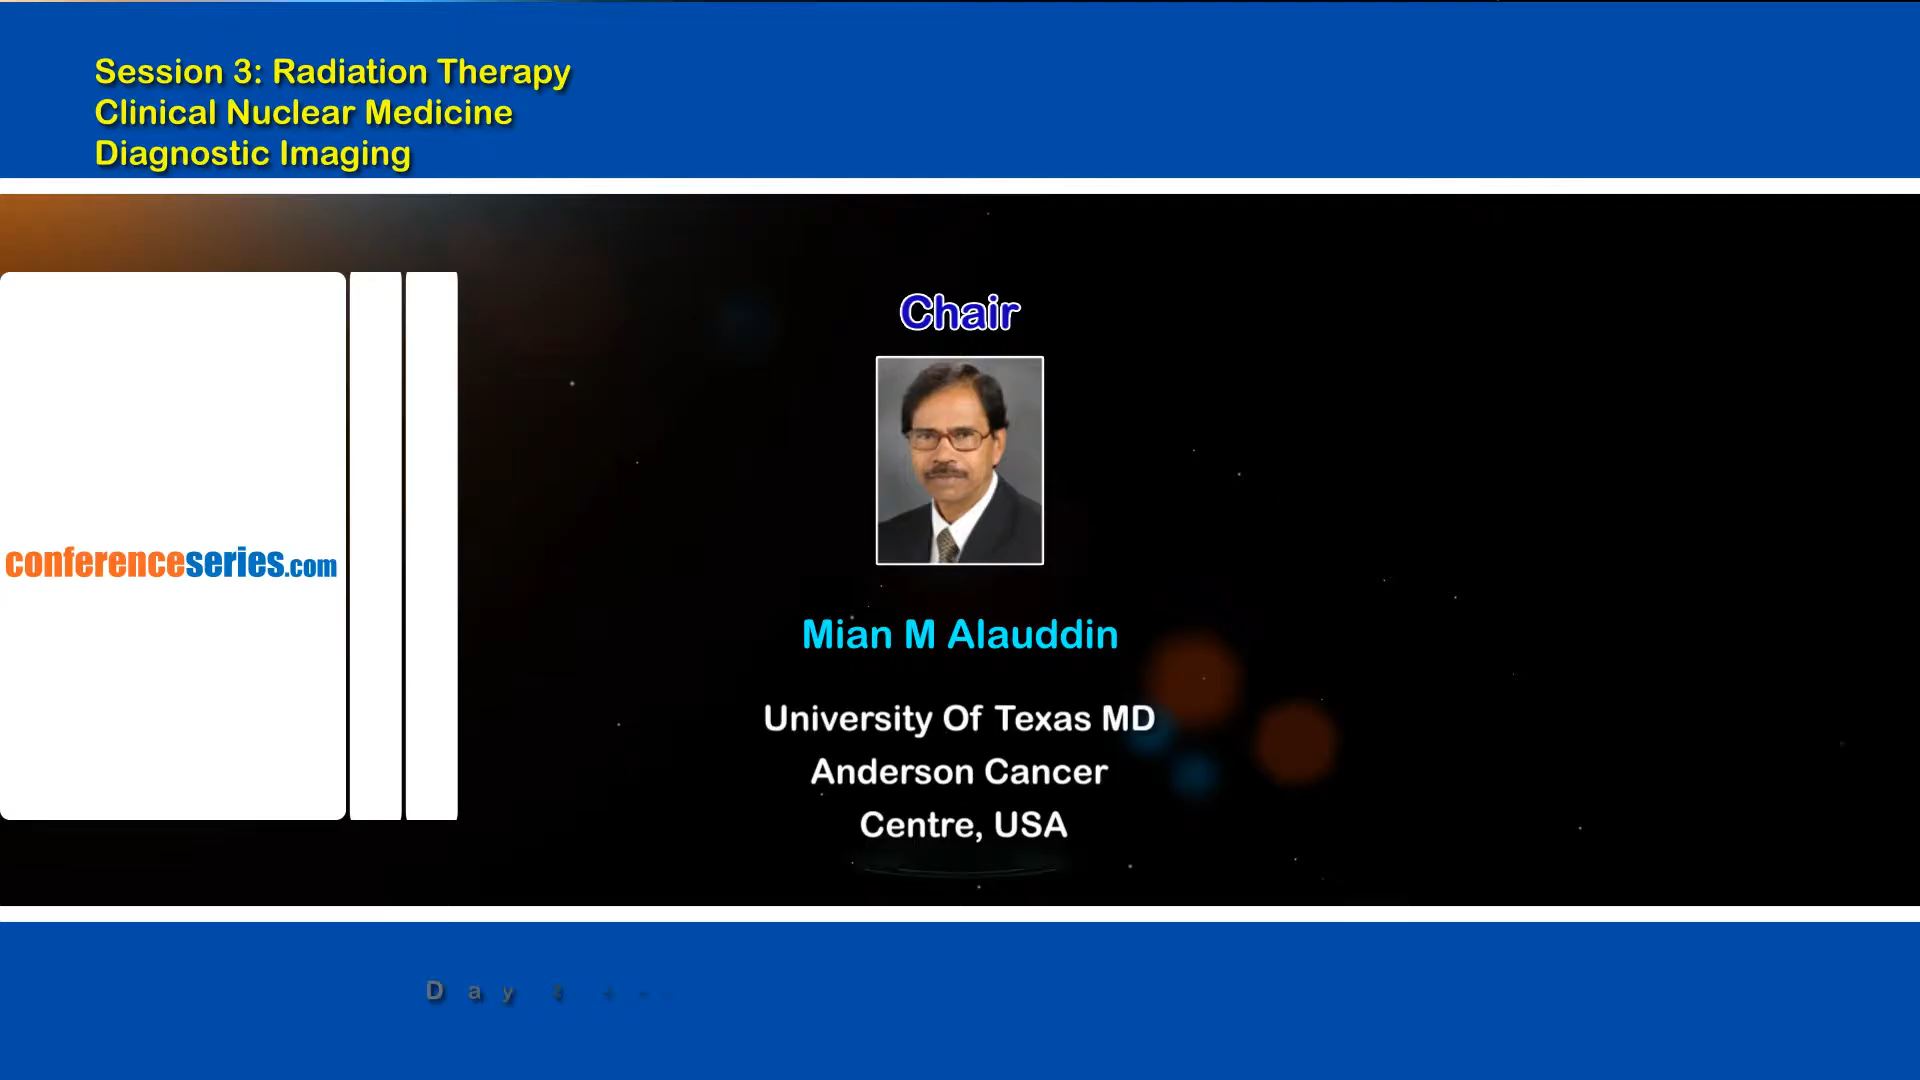 Session 3: Radiation Therapy
Clinical Nuclear Medicine
Diagnostic Imaging
Chair
conferenceseries.com
Mian M Alauddin
University Of Texas MD
Anderson Cancer
Centre, USA
Day